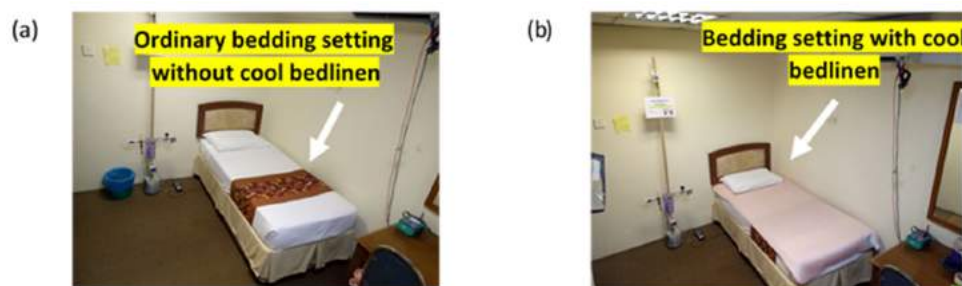 (a)
Ordinary bedding setting
without cool bedlinen
(b)
Bedding setting with cool
bedlinen